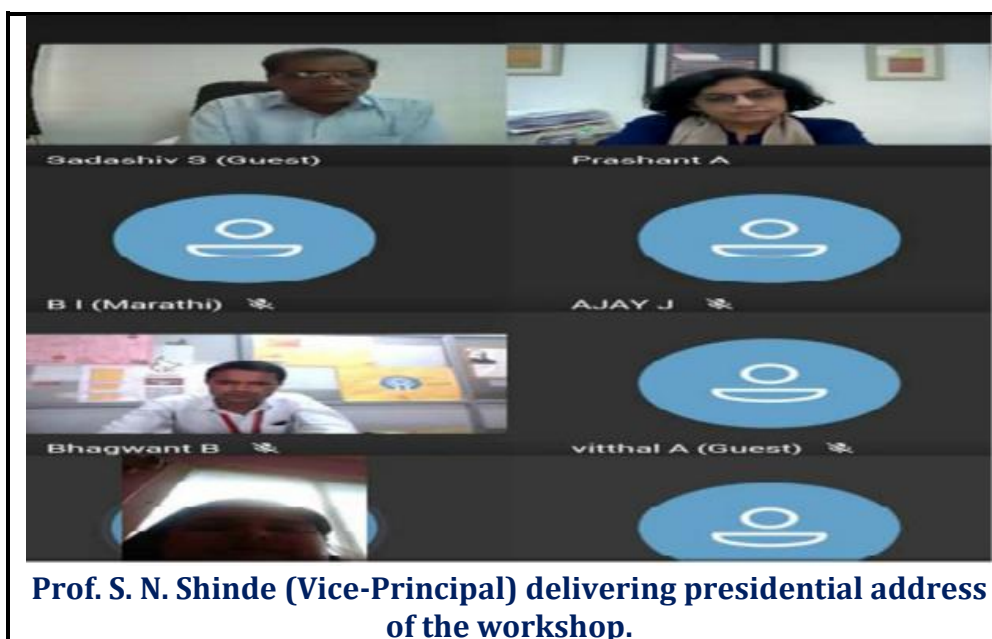 Sadashiv S (Guest)
Prashant A
B I (Marathi)
AJAY J
Bhagwant B
vitthal A (Guest)
Prof. S. N. Shinde (Vice-Principal) delivering presidential address
of the workshop.